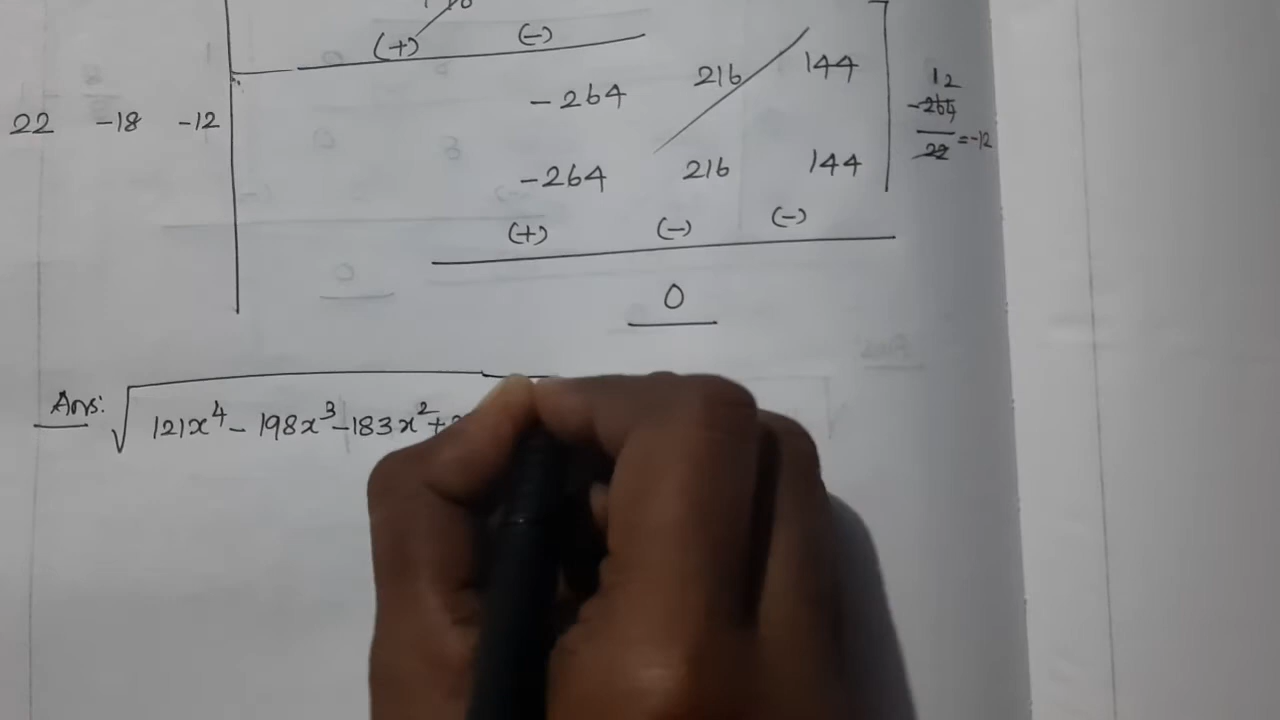 (+) (-)
-264 216 144
22 -18 -12
-264 216 144
(+) (-) (-)
0
12
-264
22 = -12
Ans: √121x⁴ - 198x³ - 183x² +